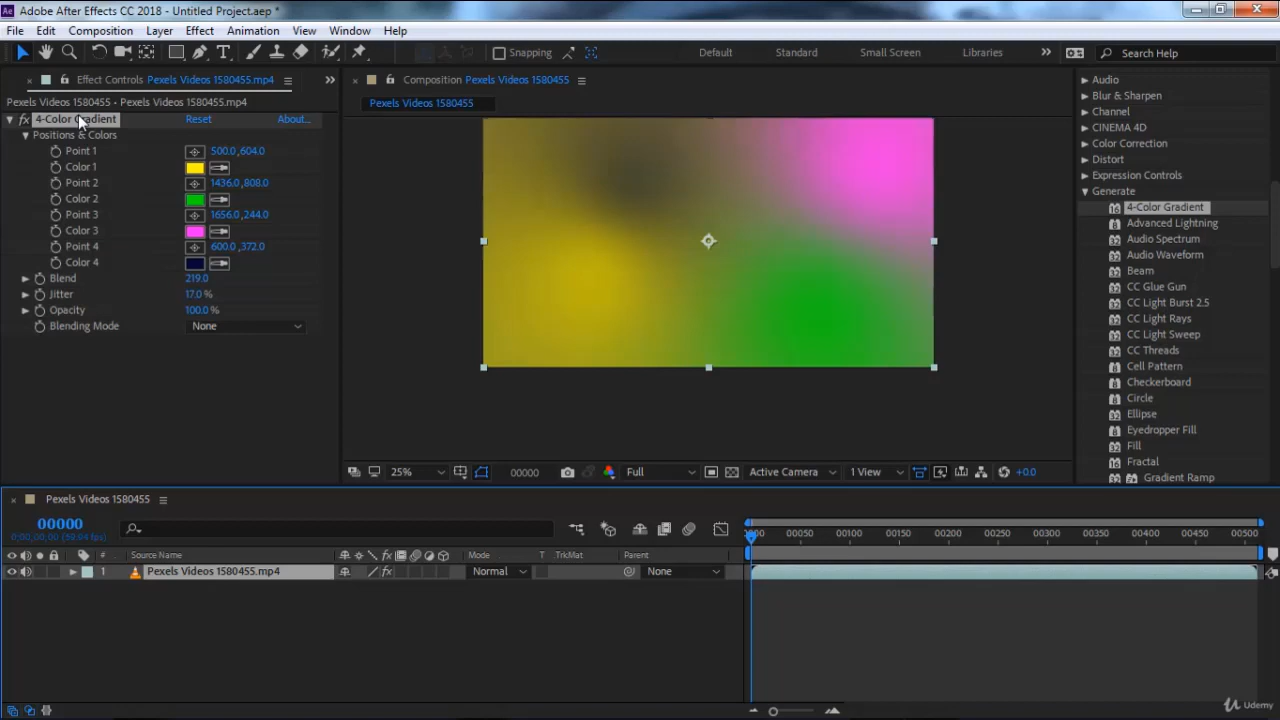 Adobe After Effects CC 2018 - Untitled Project.aep *
File Edit Composition Layer Effect Animation View Window Help
Snapping Default Standard Small Screen Libraries Search Help
Effect Controls Pexels Videos 1580455.mp4
Composition Pexels Videos 1580455
Pexels Videos 1580455 • Pexels Videos 1580455.mp4
Pexels Videos 1580455
fx 4-Color Gradient Reset About...
Positions & Colors
Point 1 500.0,604.0
Color 1
Point 2 1436.0,808.0
Color 2
Point 3 1656.0,244.0
Color 3
Point 4 600.0,372.0
Color 4
Blend 219.0
Jitter 17.0 %
Opacity 100.0 %
Blending Mode None
25% 00000 Full Active Camera 1 View +0.0
Audio
Blur & Sharpen
Channel
CINEMA 4D
Color Correction
Distort
Expression Controls
Generate
4-Color Gradient
Advanced Lightning
Audio Spectrum
Audio Waveform
Beam
CC Glue Gun
CC Light Burst 2.5
CC Light Rays
CC Light Sweep
CC Threads
Cell Pattern
Checkerboard
Circle
Ellipse
Eyedropper Fill
Fill
Fractal
Gradient Ramp
Pexels Videos 1580455
00000
0;00;00;00 (59.94 fps)
0000 00050 00100 00150 00200 00250 00300 00350 00400 00450 00500
# Source Name Mode T TrkMat Parent
1 Pexels Videos 1580455.mp4 Normal None
Udemy